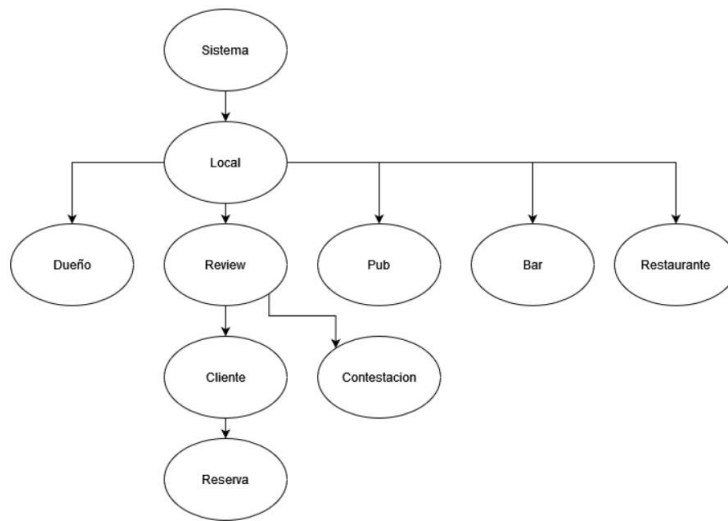 Sistema
Local
Dueño
Review
Pub
Bar
Restaurante
Cliente
Contestacion
Reserva